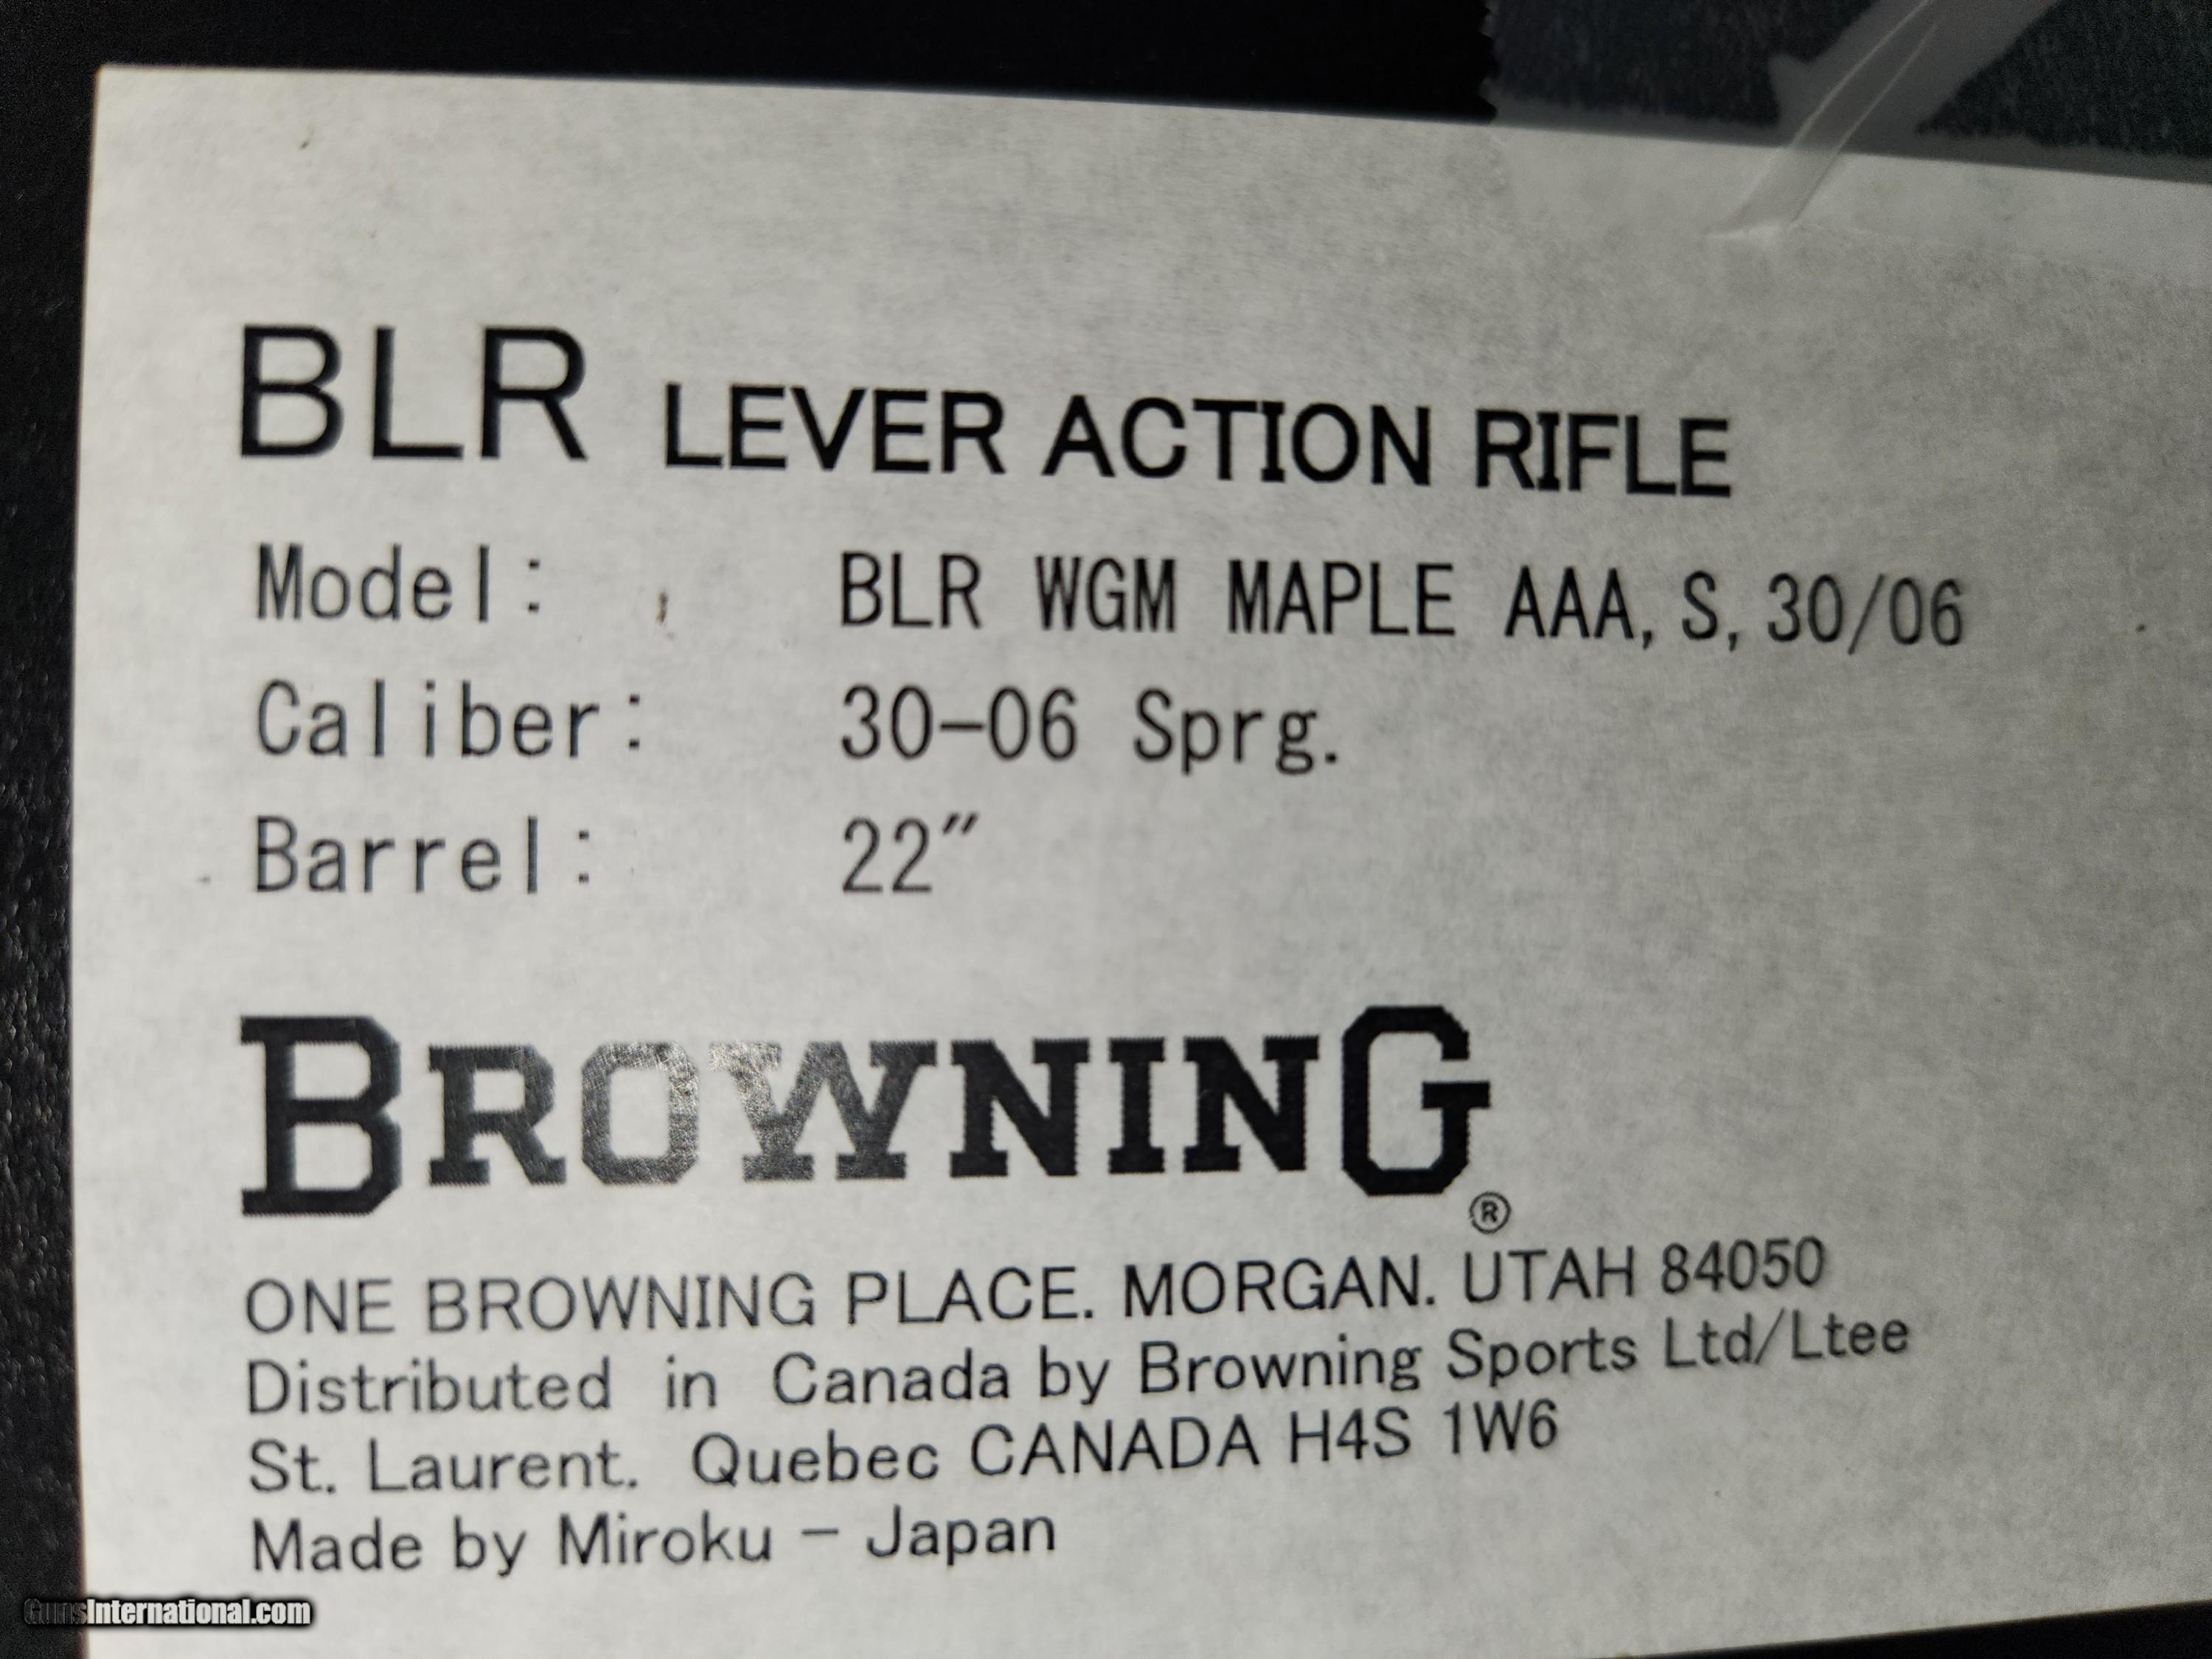 BLR LEVER ACTION RIFLE
Model: BLR WGM MAPLE AAA, S, 30/06
Caliber: 30-06 Sprg.
Barrel: 22″
BROWNING®
ONE BROWNING PLACE. MORGAN. UTAH 84050
Distributed in Canada by Browning Sports Ltd/Ltee
St. Laurent. Quebec CANADA H4S 1W6
Made by Miroku - Japan
GunsInternational.com